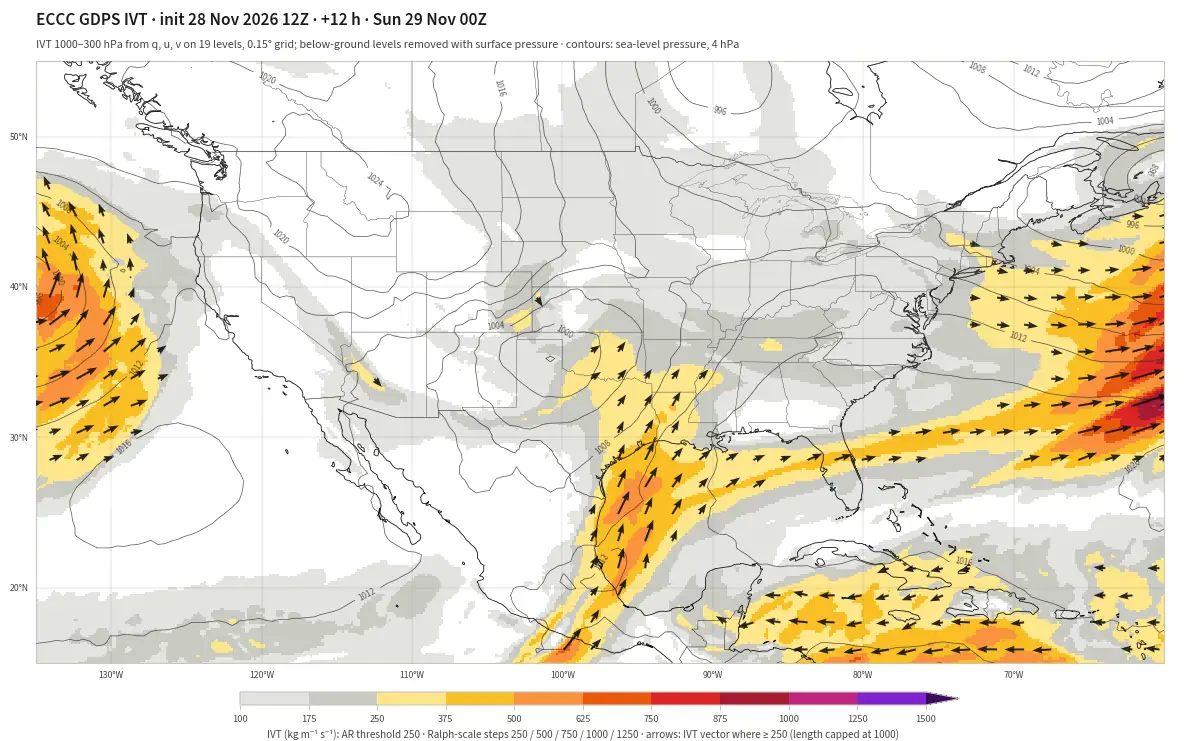 ECCC GDPS IVT · init 28 Nov 2026 12Z · +12 h · Sun 29 Nov 00Z
IVT 1000–300 hPa from q, u, v on 19 levels, 0.15° grid; below-ground levels removed with surface pressure · contours: sea-level pressure, 4 hPa
1020
1016
1000
996
1008
1012
1004
50°N
1024
988
996
1000
1004
1020
1004
40°N
1004
1000
1012
1012
30°N
1016
1008
1016
20°N
1012
130°W
120°W
110°W
100°W
90°W
80°W
70°W
100
175
250
375
500
625
750
875
1000
1250
1500
IVT (kg m⁻¹ s⁻¹): AR threshold 250 · Ralph-scale steps 250 / 500 / 750 / 1000 / 1250 · arrows: IVT vector where ≥ 250 (length capped at 1000)